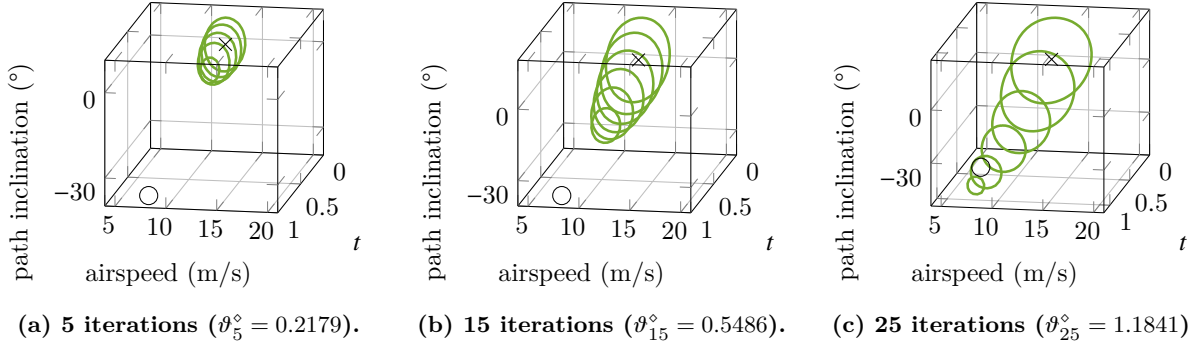 path inclination (°)
0
−30
5
10
15
20
0
0.5
1
t
airspeed (m/s)
(a) 5 iterations (ϑ⋄5 = 0.2179).
path inclination (°)
0
−30
5
10
15
20
0
0.5
1
t
airspeed (m/s)
(b) 15 iterations (ϑ⋄15 = 0.5486).
path inclination (°)
0
−30
5
10
15
20
0
0.5
1
t
airspeed (m/s)
(c) 25 iterations (ϑ⋄25 = 1.1841)